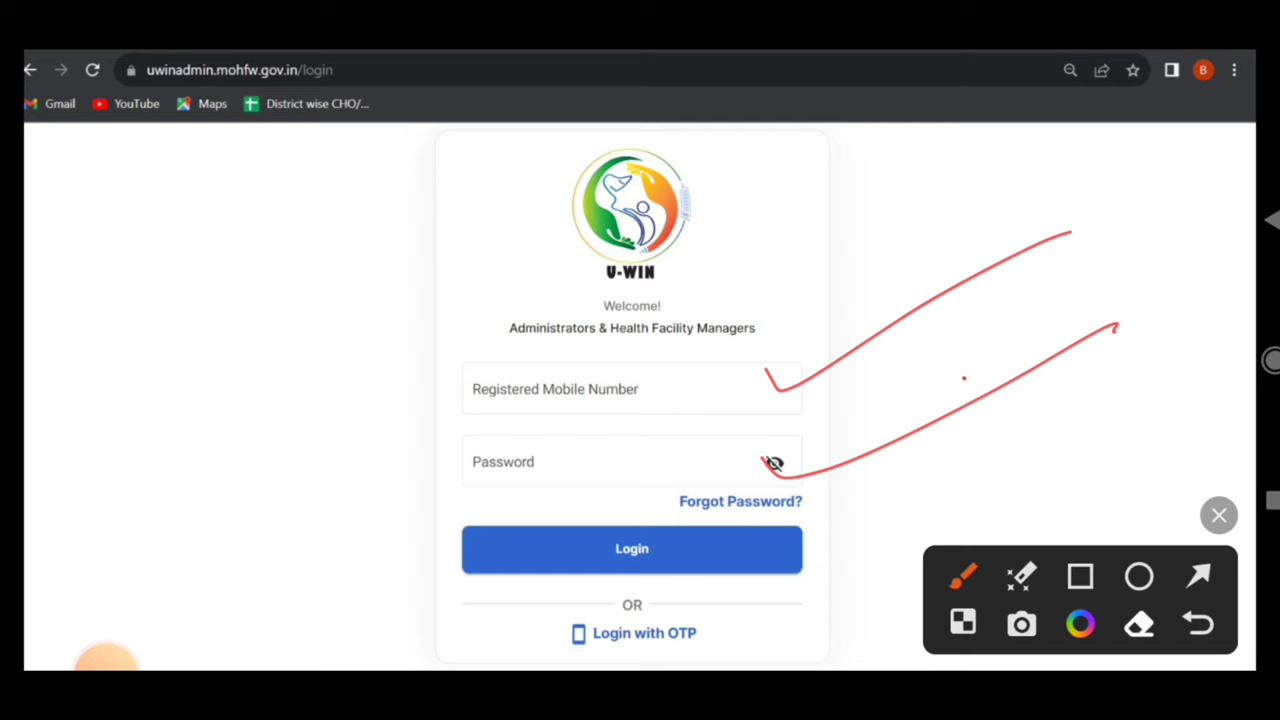 uwinadmin.mohfw.gov.in/login
B
Gmail YouTube Maps District wise CHO/...
U-WIN
Welcome!
Administrators & Health Facility Managers
Registered Mobile Number
Password
Forgot Password?
Login
OR
Login with OTP